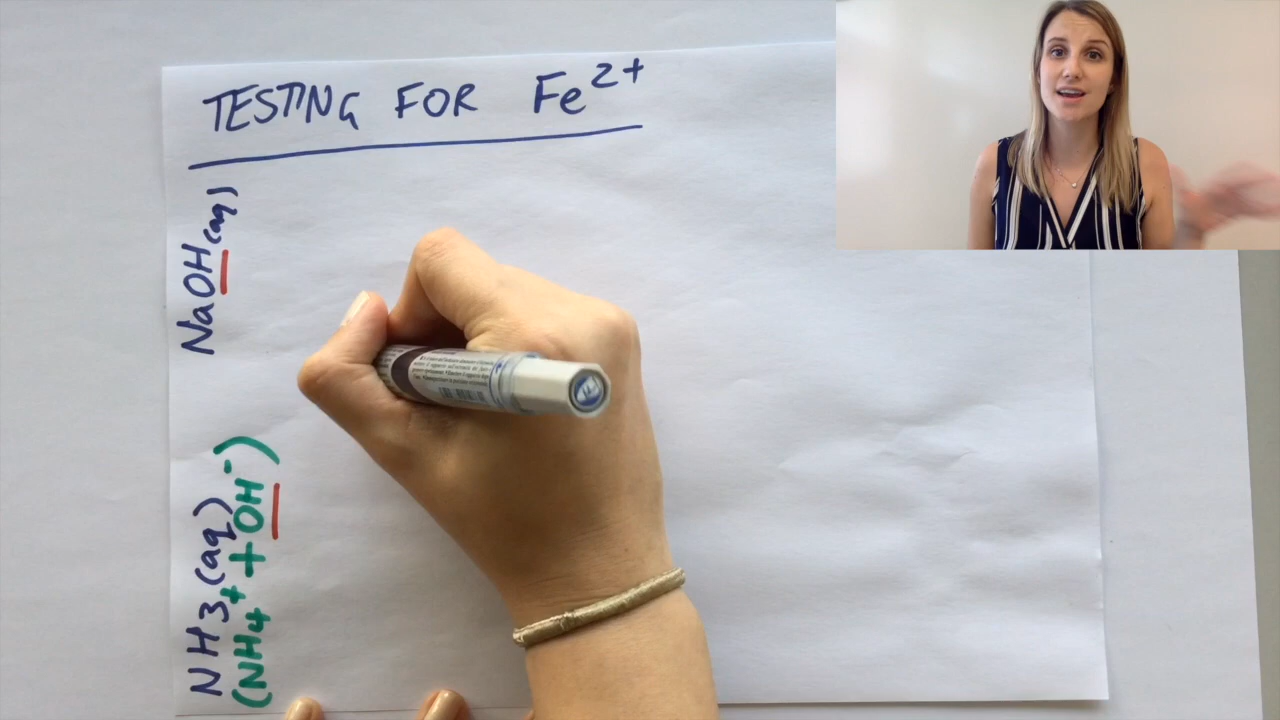 TESTING FOR Fe²⁺
NaOH(aq)
NH3(aq)
(NH4⁺ + OH⁻)